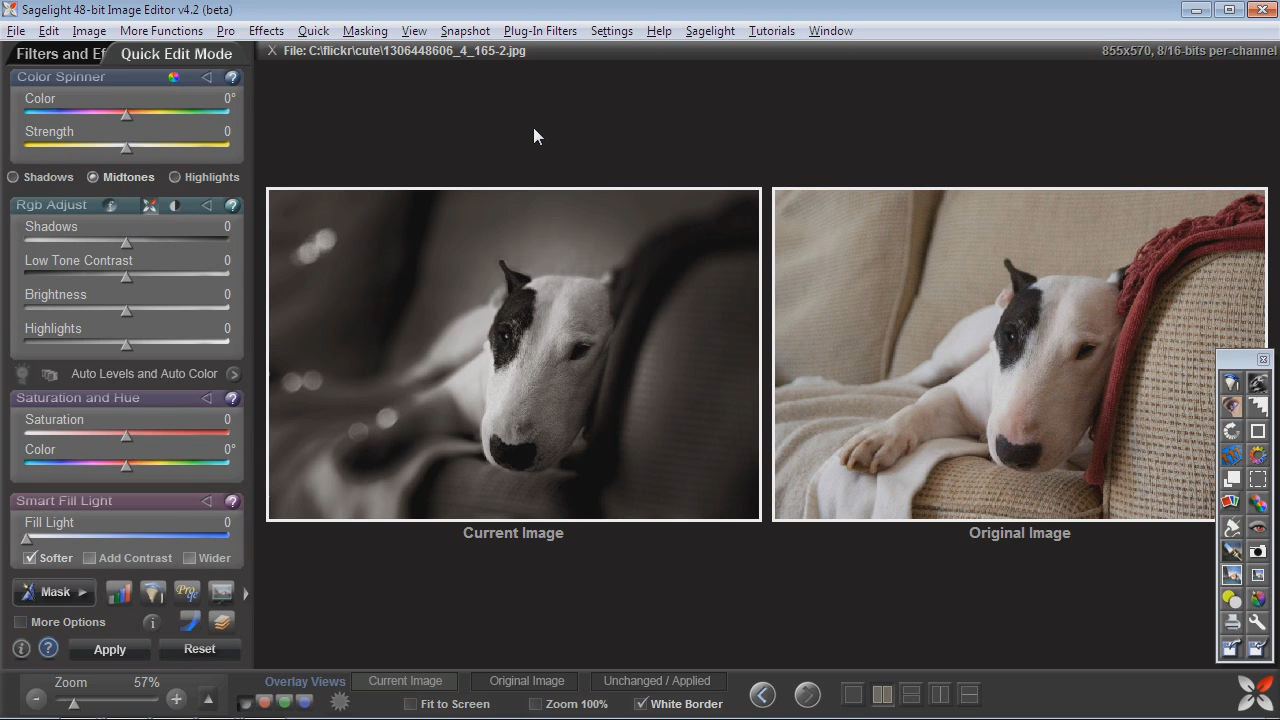 Sagelight 48-bit Image Editor v4.2 (beta)
File Edit Image More Functions Pro Effects Quick Masking View Snapshot Plug-In Filters Settings Help Sagelight Tutorials Window
Filters and Ef Quick Edit Mode
X File: C:\flickr\cute\1306448606_4_165-2.jpg 855x570, 8/16-bits per-channel
Color Spinner ?
Color 0°
Strength 0
Shadows Midtones Highlights
Rgb Adjust ?
Shadows 0
Low Tone Contrast 0
Brightness 0
Highlights 0
Auto Levels and Auto Color
Saturation and Hue ?
Saturation 0
Color 0°
Smart Fill Light ?
Fill Light 0
Softer Add Contrast Wider
Mask
More Options
Apply Reset
Current Image
Original Image
Zoom 57%
Overlay Views Current Image Original Image Unchanged / Applied
Fit to Screen Zoom 100% White Border